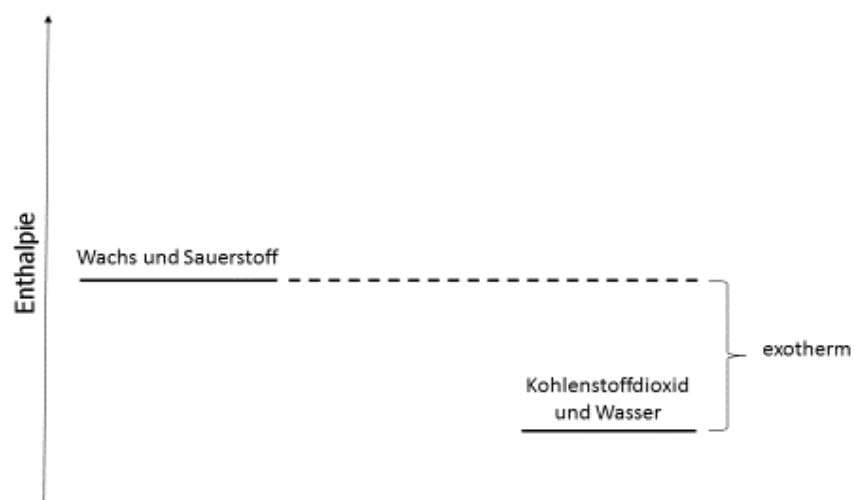 Enthalpie
Wachs und Sauerstoff
exotherm
Kohlenstoffdioxid
und Wasser